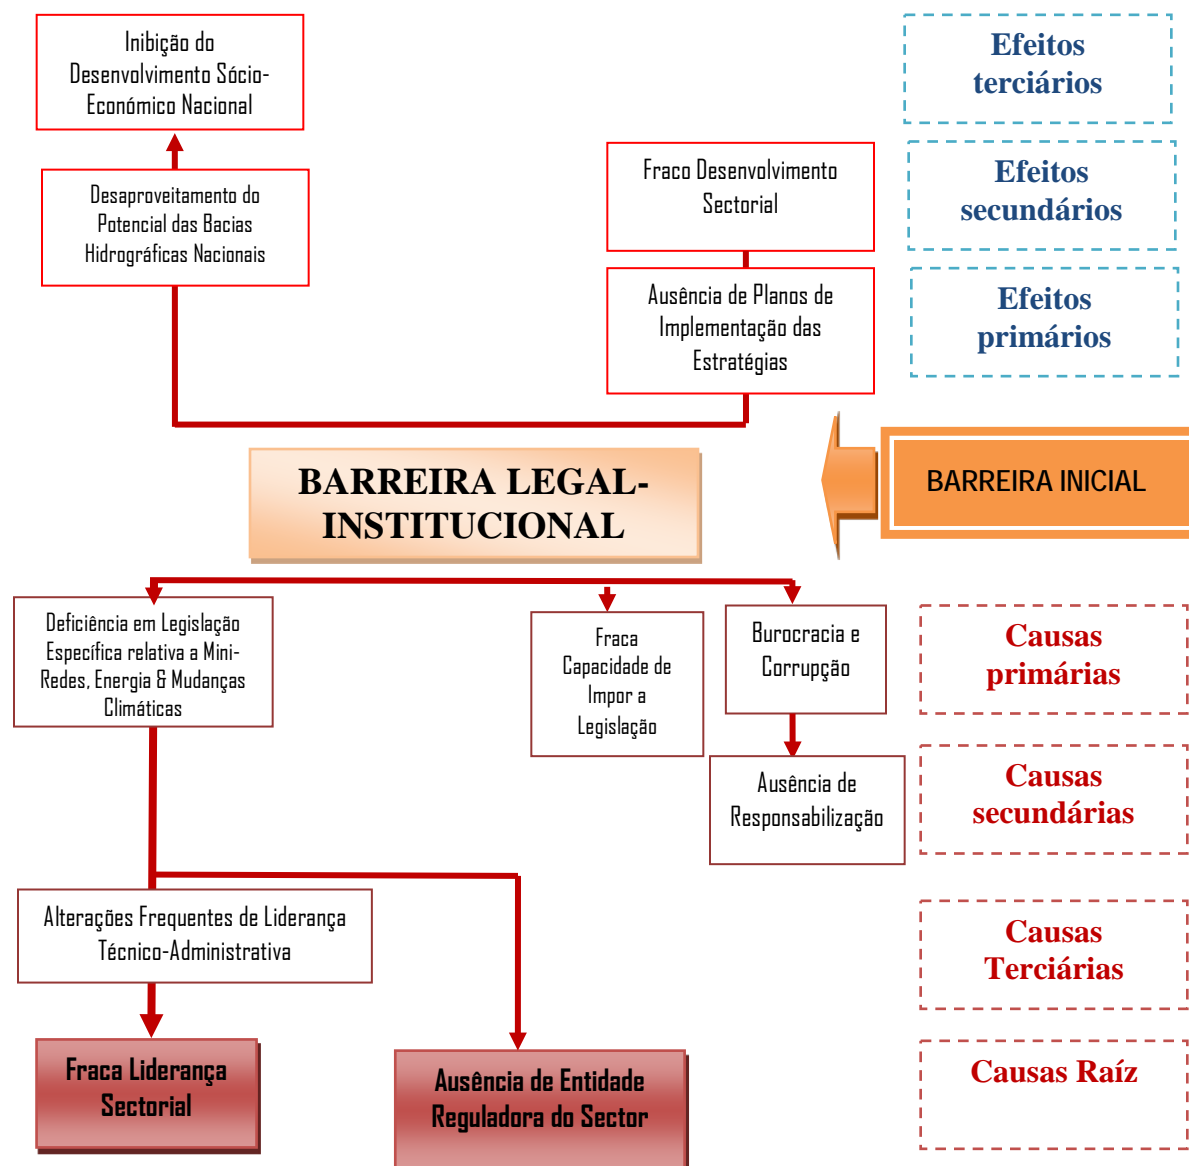 Inibição do
Desenvolvimento Sócio-
Económico Nacional
Efeitos
terciários
Desaproveitamento do
Potencial das Bacias
Hidrográficas Nacionais
Fraco Desenvolvimento
Sectorial
Efeitos
secundários
Ausência de Planos de
Implementação das
Estratégias
Efeitos
primários
BARREIRA LEGAL-
INSTITUCIONAL
BARREIRA INICIAL
Deficiência em Legislação
Específica relativa a Mini-
Redes, Energia & Mudanças
Climáticas
Fraca
Capacidade de
Impor a
Legislação
Burocracia e
Corrupção
Causas
primárias
Ausência de
Responsabilização
Causas
secundárias
Alterações Frequentes de Liderança
Técnico-Administrativa
Causas
Terciárias
Fraca Liderança
Sectorial
Ausência de Entidade
Reguladora do Sector
Causas Raíz